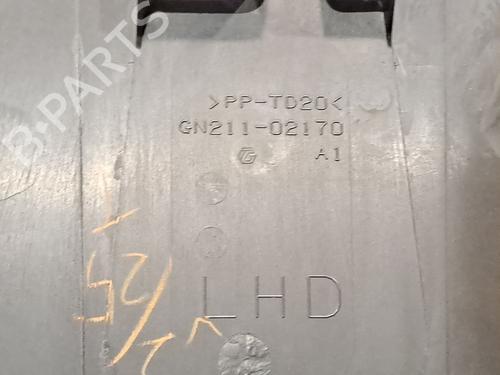 B-PARTS
>PP-TD20<
GN211-02170
A1
LHD